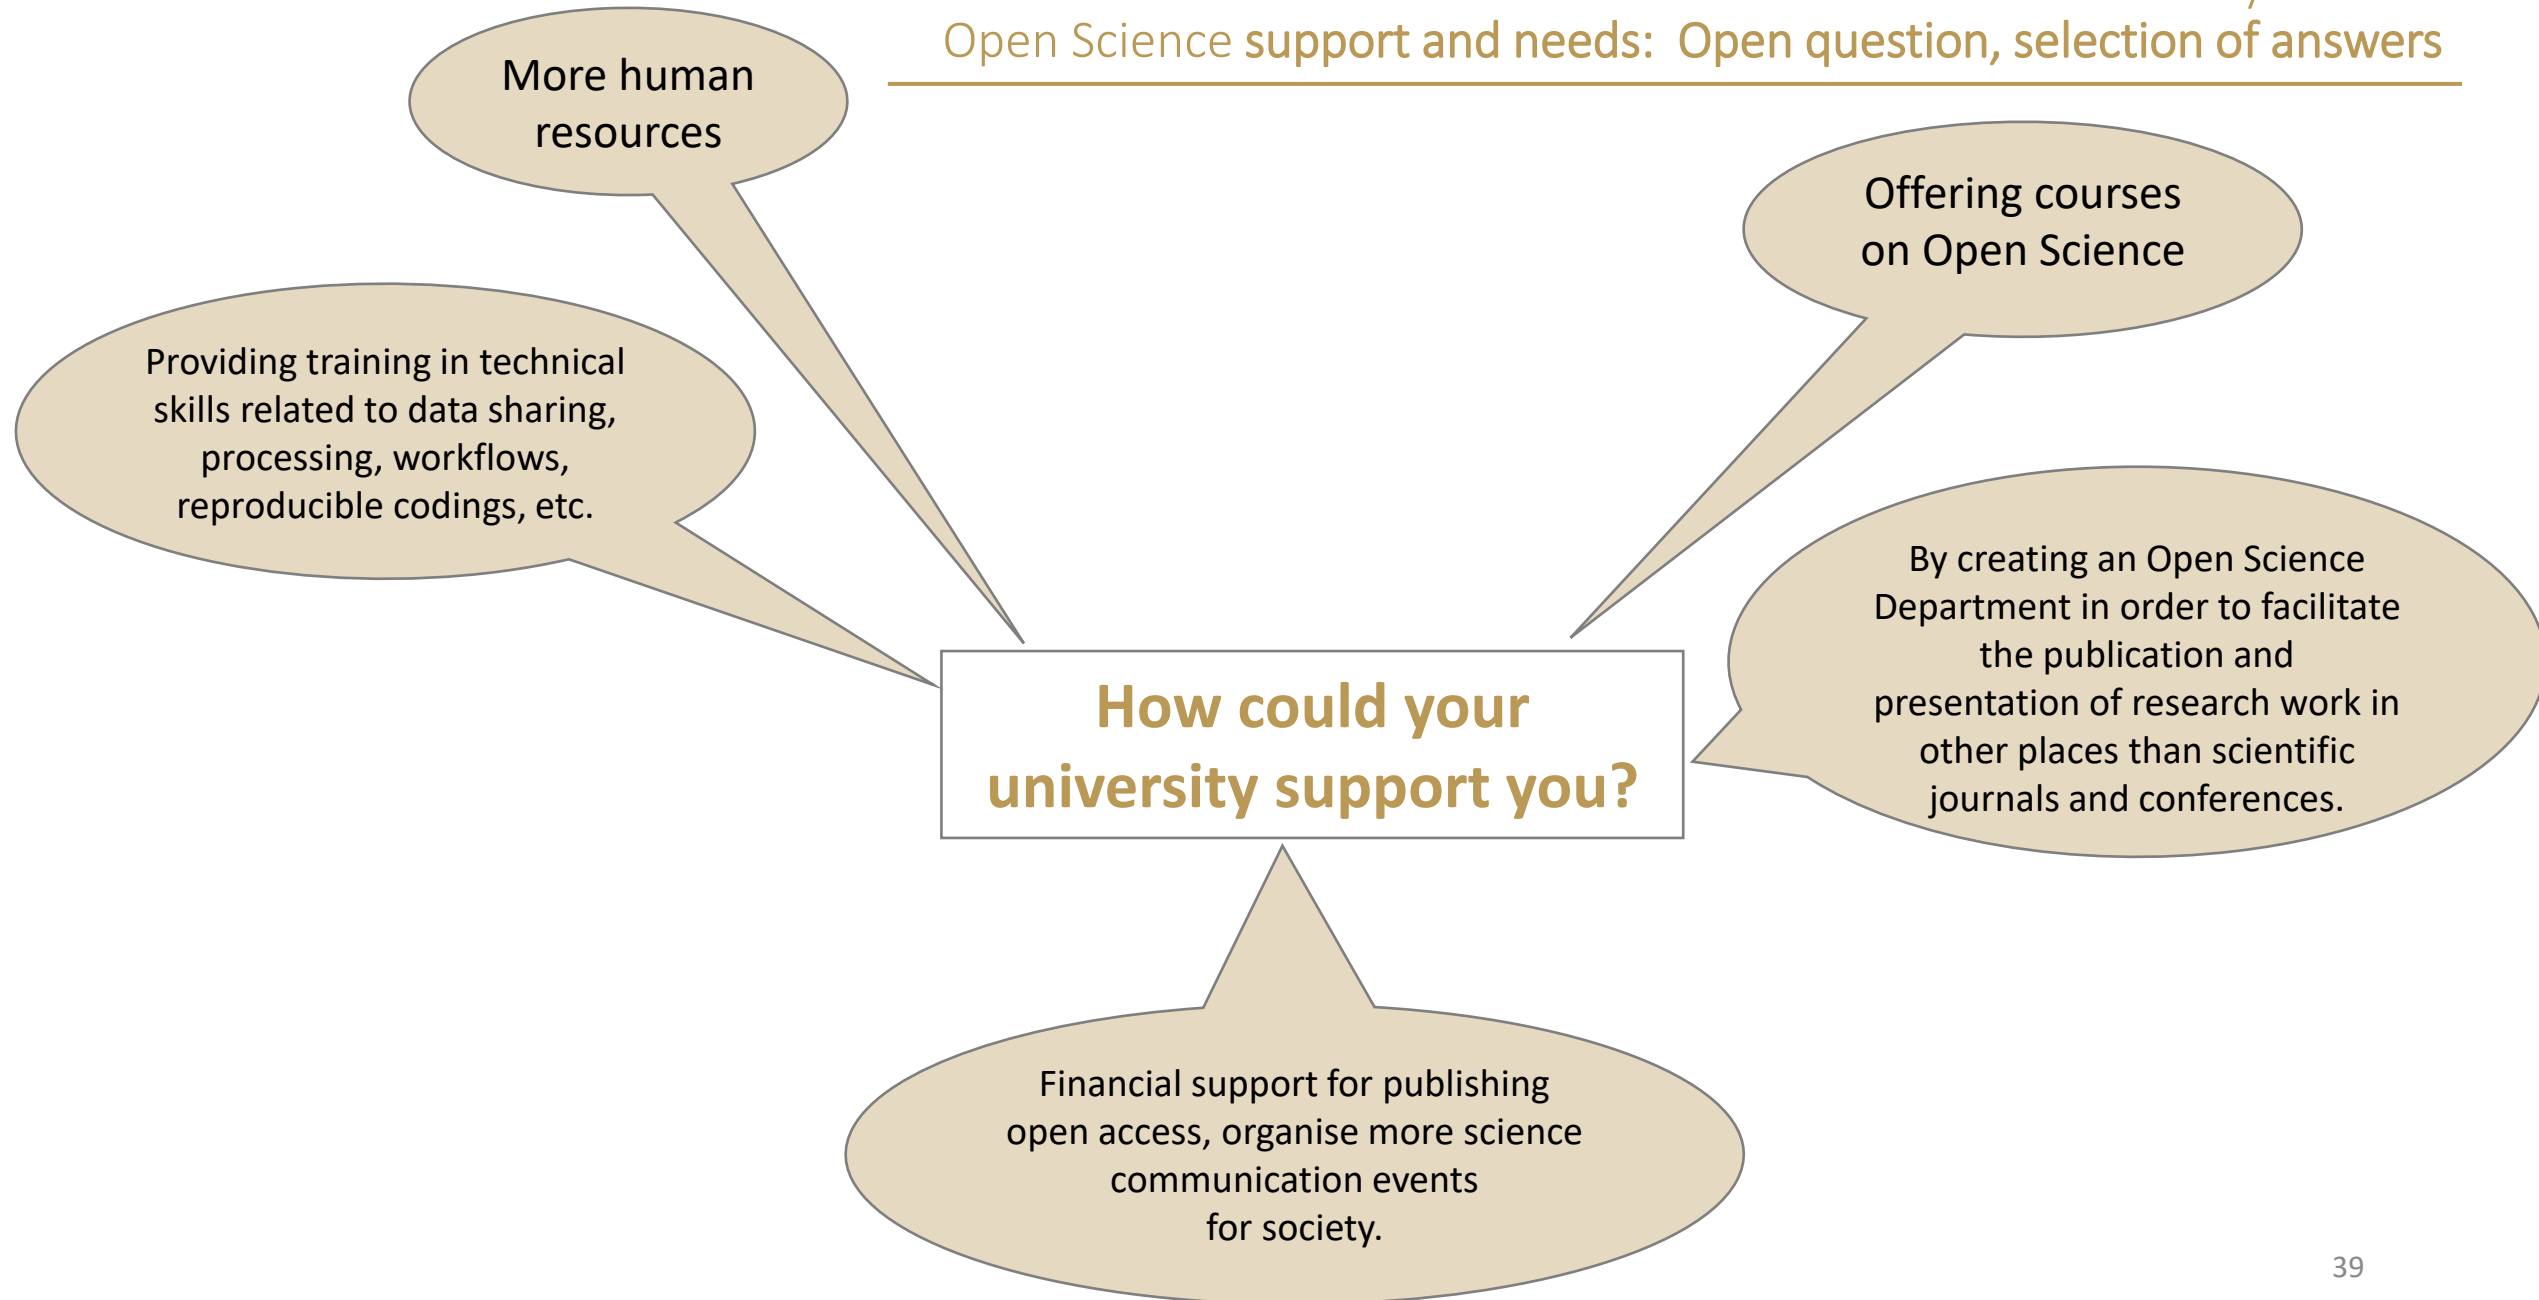 Open Science support and needs: Open question, selection of answers
More human
resources
Offering courses
on Open Science
Providing training in technical
skills related to data sharing,
processing, workflows,
reproducible codings, etc.
By creating an Open Science
Department in order to facilitate
the publication and
presentation of research work in
other places than scientific
journals and conferences.
How could your
university support you?
Financial support for publishing
open access, organise more science
communication events
for society.
39